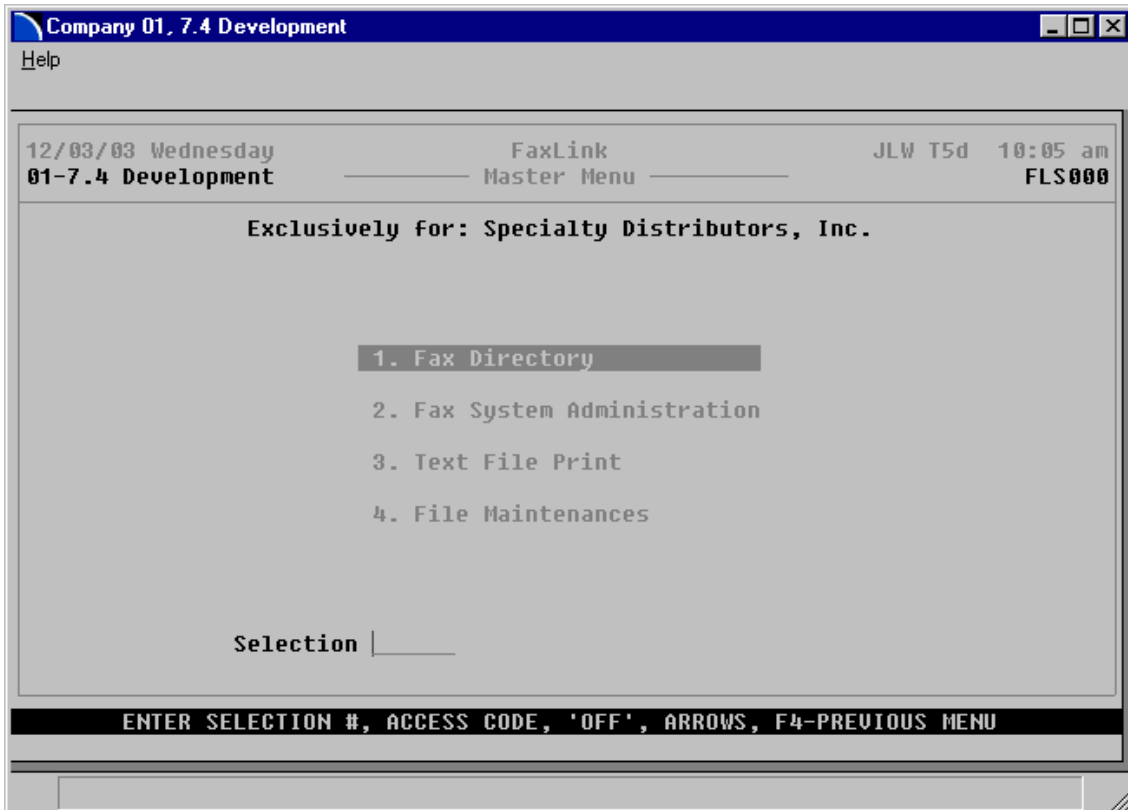 Company 01, 7.4 Development
Help
12/03/03 Wednesday FaxLink JLW T5d 10:05 am
01-7.4 Development Master Menu FLS000
Exclusively for: Specialty Distributors, Inc.
1. Fax Directory
2. Fax System Administration
3. Text File Print
4. File Maintenances
Selection
ENTER SELECTION #, ACCESS CODE, 'OFF', ARROWS, F4-PREVIOUS MENU